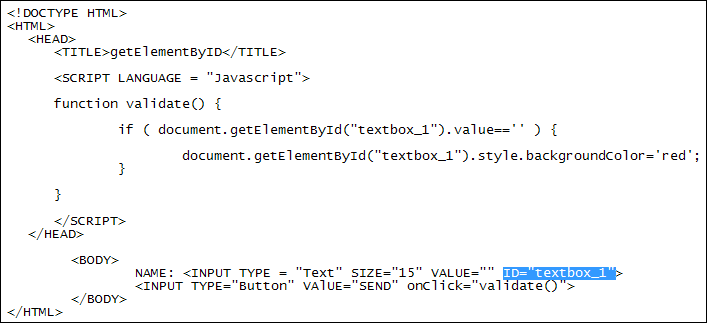 <!DOCTYPE HTML>
<HTML>
<HEAD>
<TITLE>getElementByID</TITLE>
<SCRIPT LANGUAGE = "Javascript">
function validate() {
if ( document.getElementById("textbox_1").value=='' ) {
document.getElementById("textbox_1").style.backgroundColor='red';
}
}
</SCRIPT>
</HEAD>
<BODY>
NAME: <INPUT TYPE = "Text" SIZE="15" VALUE="" ID="textbox_1">
<INPUT TYPE="Button" VAlUE="SEND" onClick="validate()">
</BODY>
</HTML>